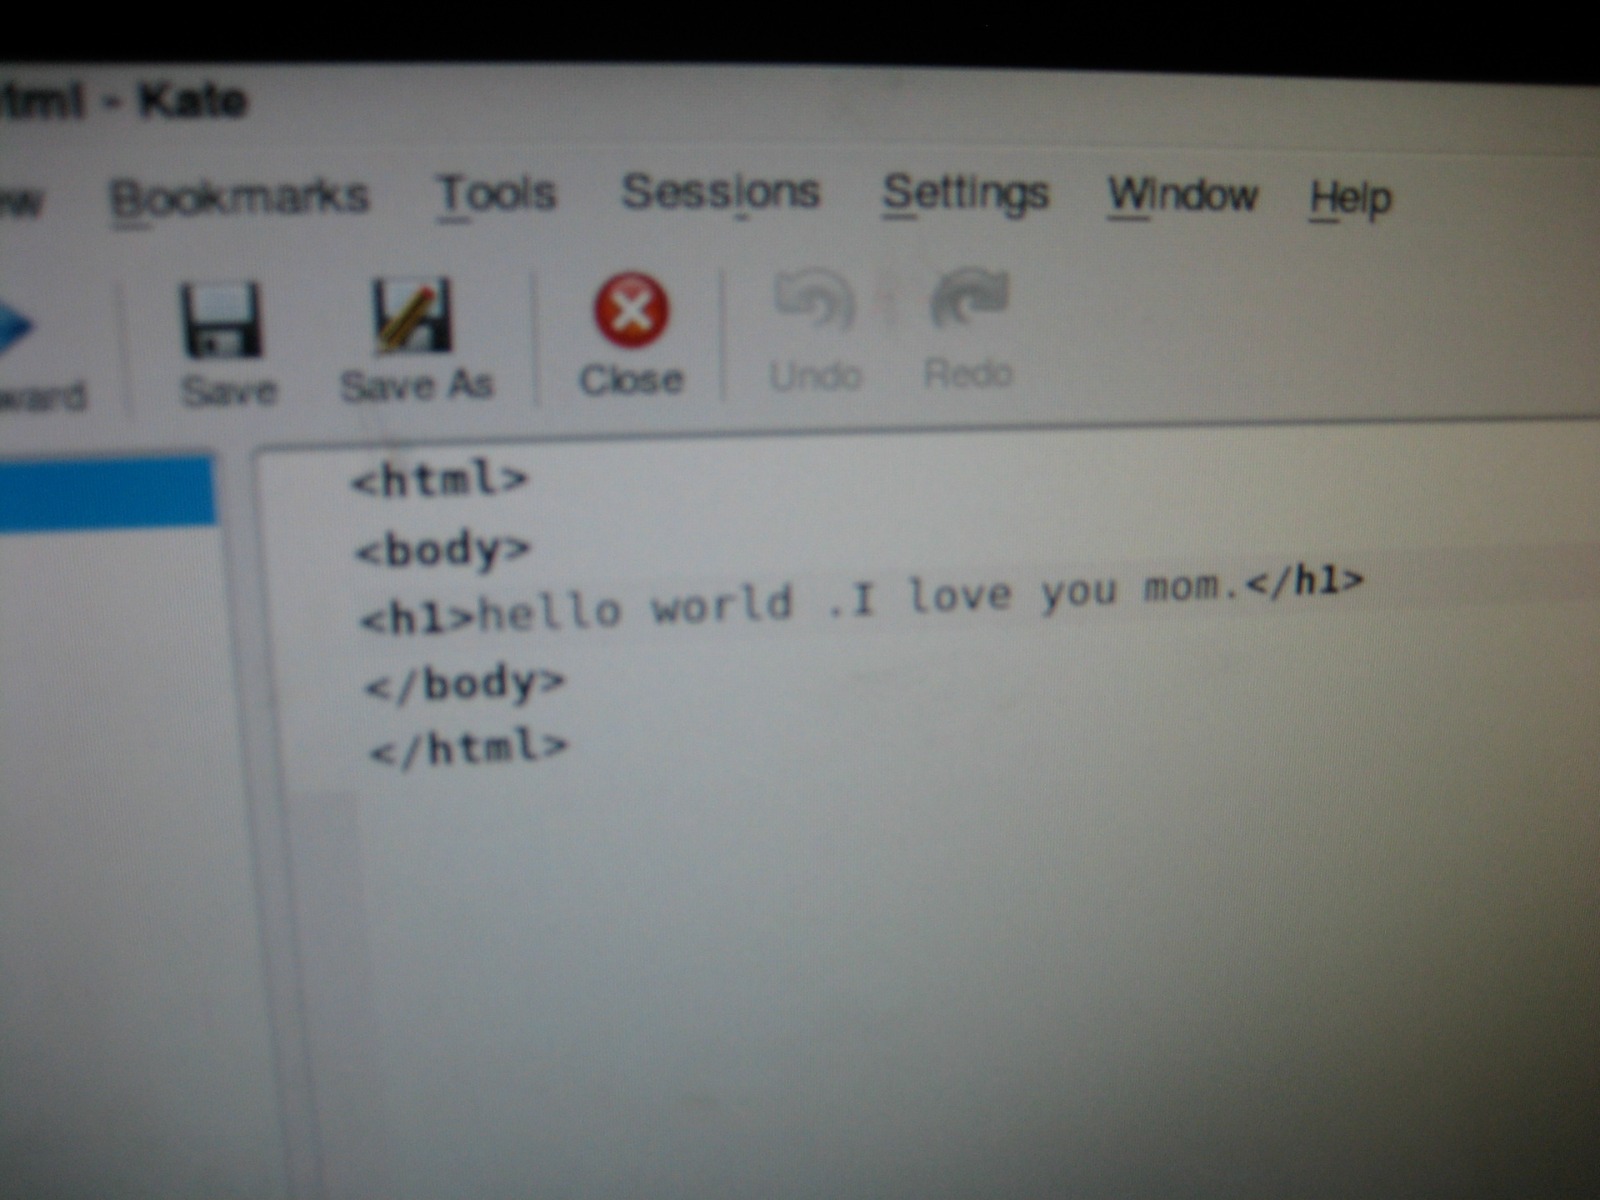 html - Kate
ew Bookmarks Tools Sessions Settings Window Help
ward Save Save As Close Undo Redo
<html>
<body>
<h1>hello world .I love you mom.</h1>
</body>
</html>